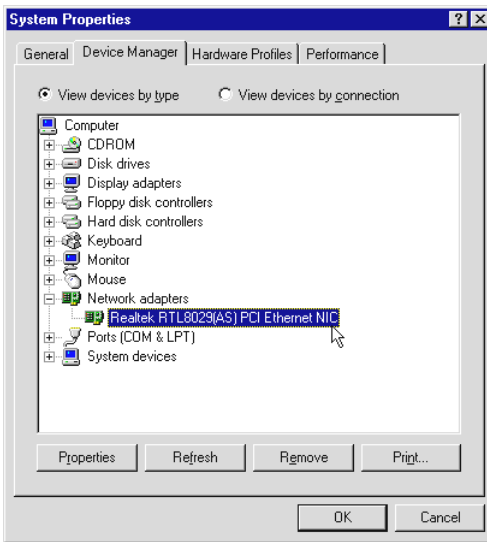 System Properties
General Device Manager Hardware Profiles Performance
View devices by type View devices by connection
Computer
CDROM
Disk drives
Display adapters
Floppy disk controllers
Hard disk controllers
Keyboard
Monitor
Mouse
Network adapters
Realtek RTL8029(AS) PCI Ethernet NIC
Ports (COM & LPT)
System devices
Properties Refresh Remove Print...
OK Cancel